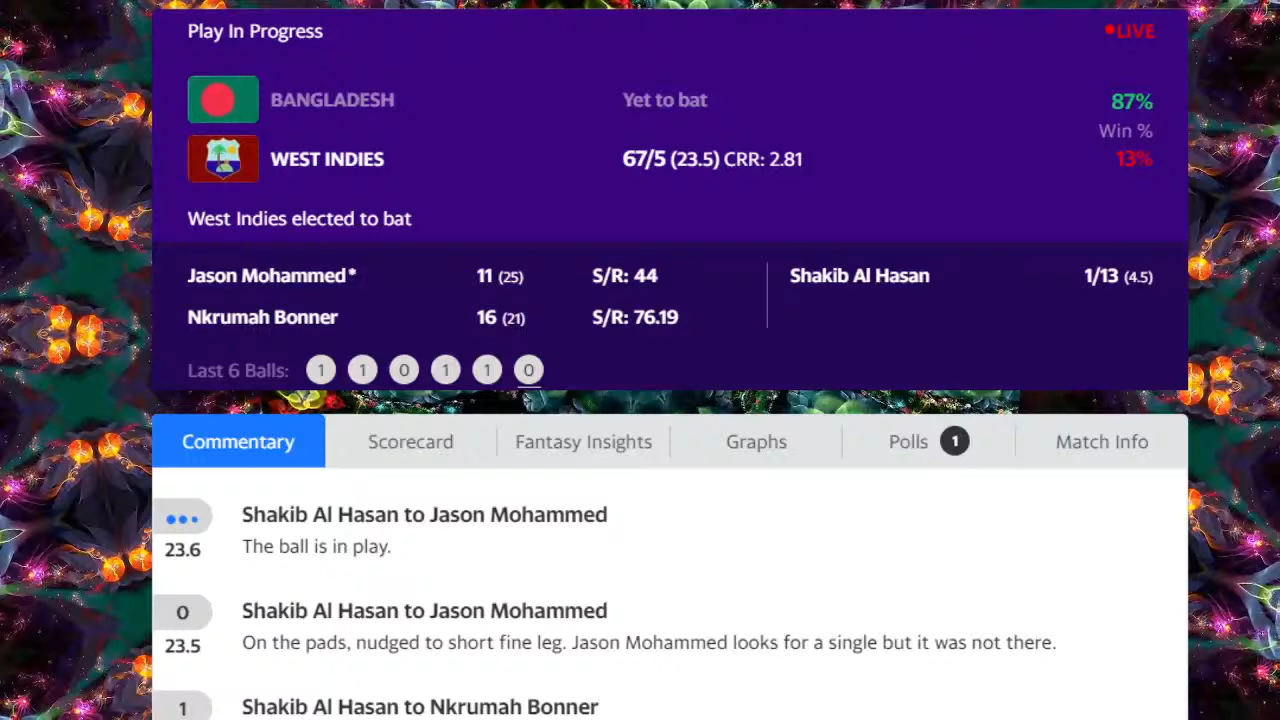 Play In Progress LIVE
BANGLADESH Yet to bat 87%
Win %
WEST INDIES 67/5 (23.5) CRR: 2.81 13%
West Indies elected to bat
Jason Mohammed* 11 (25) S/R: 44 Shakib Al Hasan 1/13 (4.5)
Nkrumah Bonner 16 (21) S/R: 76.19
Last 6 Balls: 1 1 0 1 1 0
Commentary Scorecard Fantasy Insights Graphs Polls 1 Match Info
Shakib Al Hasan to Jason Mohammed
23.6 The ball is in play.
0 Shakib Al Hasan to Jason Mohammed
23.5 On the pads, nudged to short fine leg. Jason Mohammed looks for a single but it was not there.
1 Shakib Al Hasan to Nkrumah Bonner